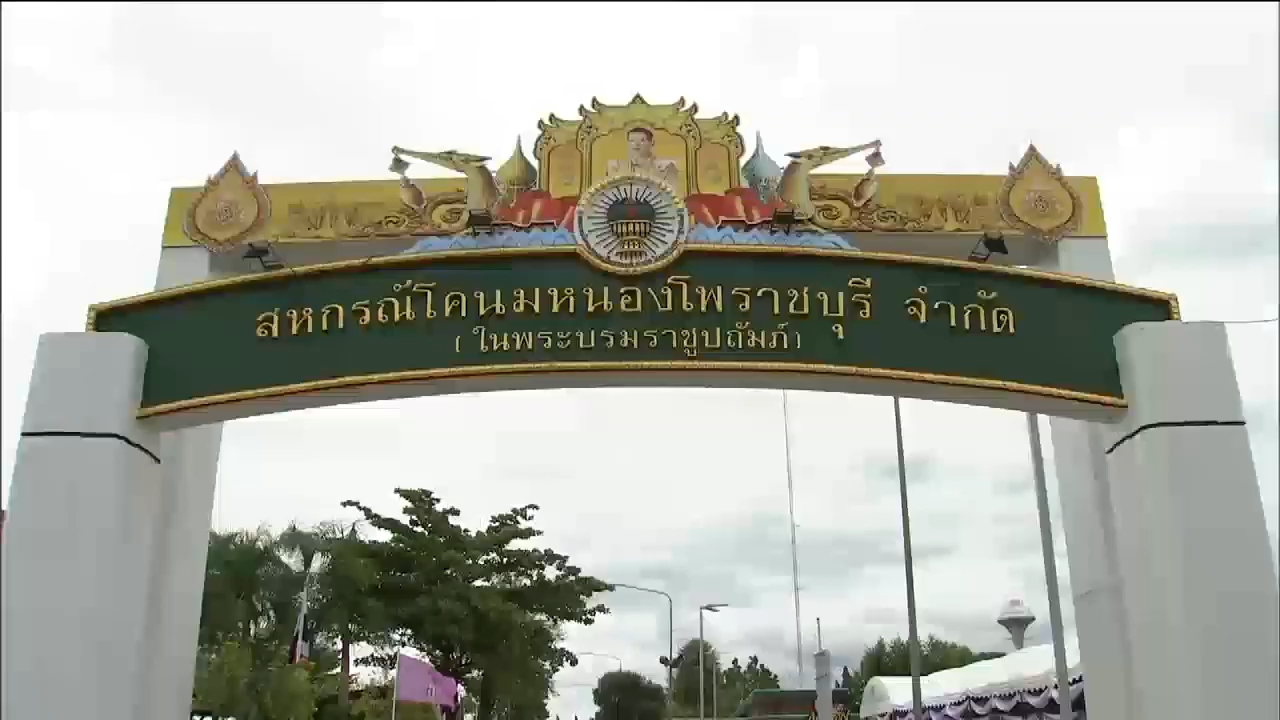 สหกรณ์โคนมหนองโพราชบุรี จำกัด
(ในพระบรมราชูปถัมภ์)